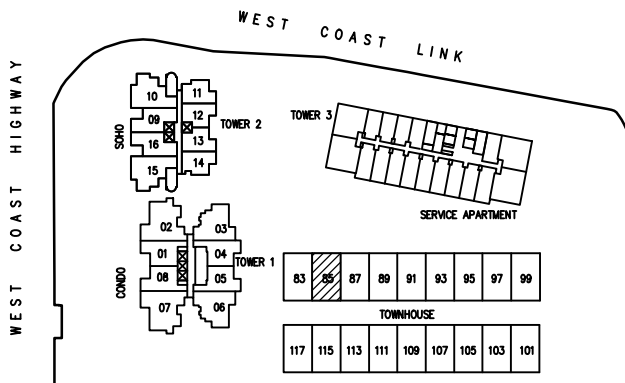 WEST COAST LINK
WEST COAST HIGHWAY
10 11
09 12
SOHO
TOWER 2
16 13
15 14
TOWER 3
SERVICE APARTMENT
02 03
01 04
TOWER 1
08 05
CONDO
07 06
83 85 87 89 91 93 95 97 99
TOWNHOUSE
117 115 113 111 109 107 105 103 101